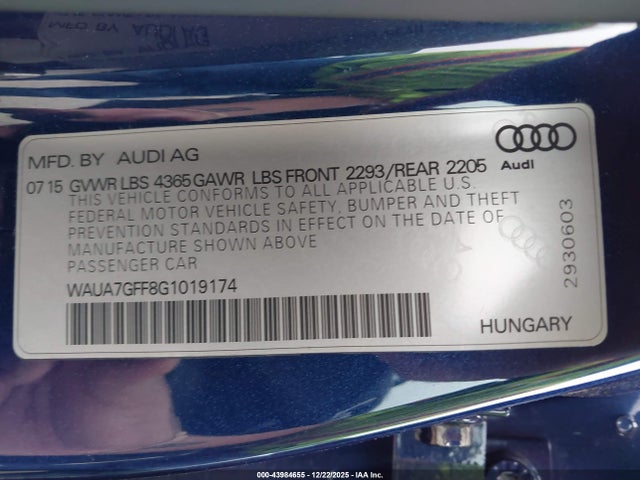 MFD. BY AUDI AG
Audi
07 15 GVWR LBS 4365 GAWR LBS FRONT 2293/REAR 2205
THIS VEHICLE CONFORMS TO ALL APPLICABLE U.S.
FEDERAL MOTOR VEHICLE SAFETY, BUMPER AND THEFT
PREVENTION STANDARDS IN EFFECT ON THE DATE OF
MANUFACTURE SHOWN ABOVE
PASSENGER CAR
WAUA7GFF8G1019174
2930603
HUNGARY
000-43984655 - 12/22/2025 - IAA Inc.